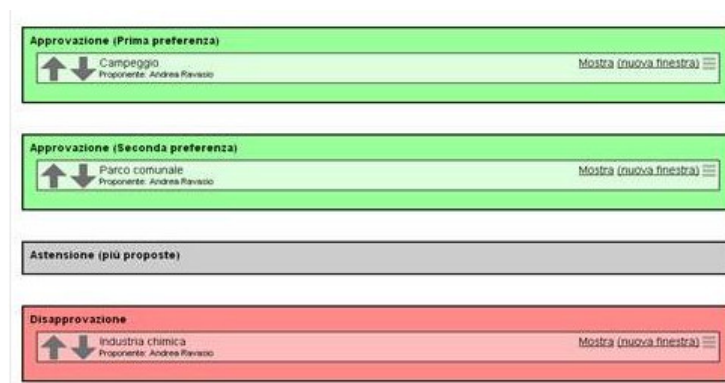 Approvazione (Prima preferenza)
Campeggio
Mostra (nuova finestra)
Proponente: Andrea Ravasio
Approvazione (Seconda preferenza)
Parco comunale
Mostra (nuova finestra)
Proponente: Andrea Ravasio
Astensione (più proposte)
Disapprovazione
Industria chimica
Mostra (nuova finestra)
Proponente: Andrea Ravasio